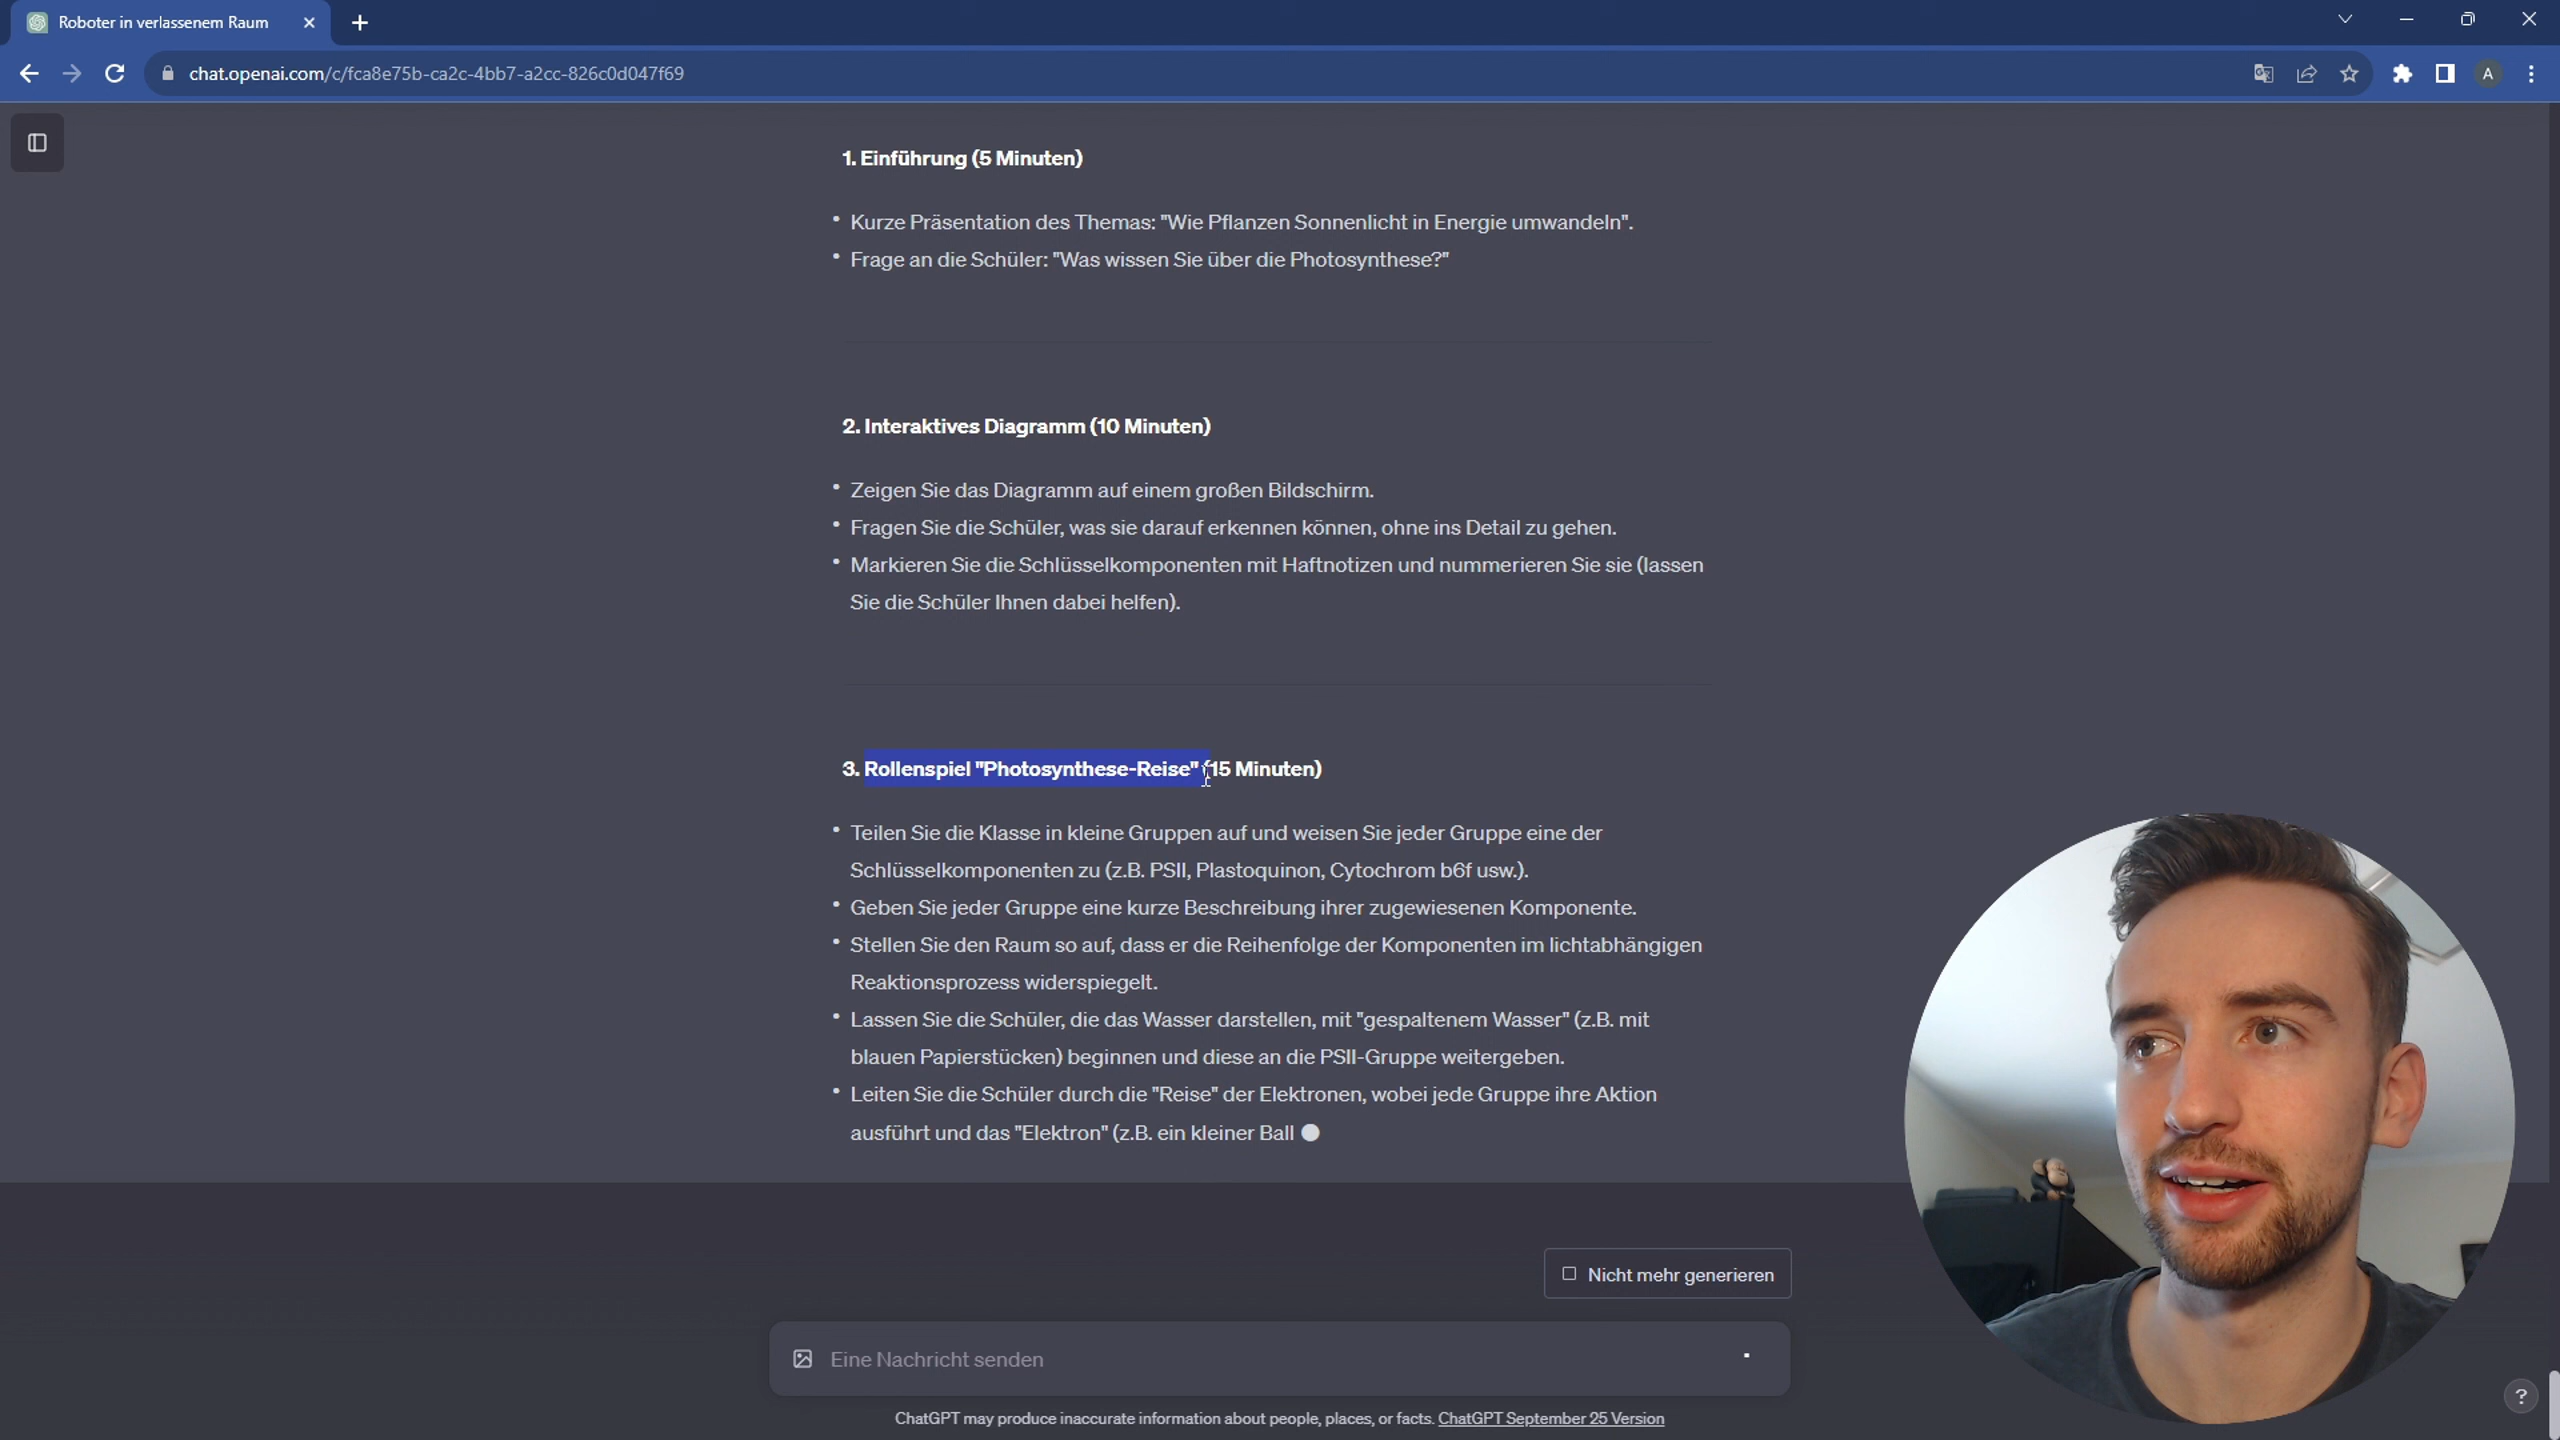 Roboter in verlassenem Raum
chat.openai.com/c/fca8e75b-ca2c-4bb7-a2cc-826c0d047f69
A
1. Einführung (5 Minuten)
• Kurze Präsentation des Themas: "Wie Pflanzen Sonnenlicht in Energie umwandeln".
• Frage an die Schüler: "Was wissen Sie über die Photosynthese?"
2. Interaktives Diagramm (10 Minuten)
• Zeigen Sie das Diagramm auf einem großen Bildschirm.
• Fragen Sie die Schüler, was sie darauf erkennen können, ohne ins Detail zu gehen.
• Markieren Sie die Schlüsselkomponenten mit Haftnotizen und nummerieren Sie sie (lassen
Sie die Schüler Ihnen dabei helfen).
3. Rollenspiel "Photosynthese-Reise" (15 Minuten)
• Teilen Sie die Klasse in kleine Gruppen auf und weisen Sie jeder Gruppe eine der
Schlüsselkomponenten zu (z.B. PSII, Plastoquinon, Cytochrom b6f usw.).
• Geben Sie jeder Gruppe eine kurze Beschreibung ihrer zugewiesenen Komponente.
• Stellen Sie den Raum so auf, dass er die Reihenfolge der Komponenten im lichtabhängigen
Reaktionsprozess widerspiegelt.
• Lassen Sie die Schüler, die das Wasser darstellen, mit "gespaltenem Wasser" (z.B. mit
blauen Papierstücken) beginnen und diese an die PSII-Gruppe weitergeben.
• Leiten Sie die Schüler durch die "Reise" der Elektronen, wobei jede Gruppe ihre Aktion
ausführt und das "Elektron" (z.B. ein kleiner Ball
Nicht mehr generieren
Eine Nachricht senden
ChatGPT may produce inaccurate information about people, places, or facts. ChatGPT September 25 Version
?